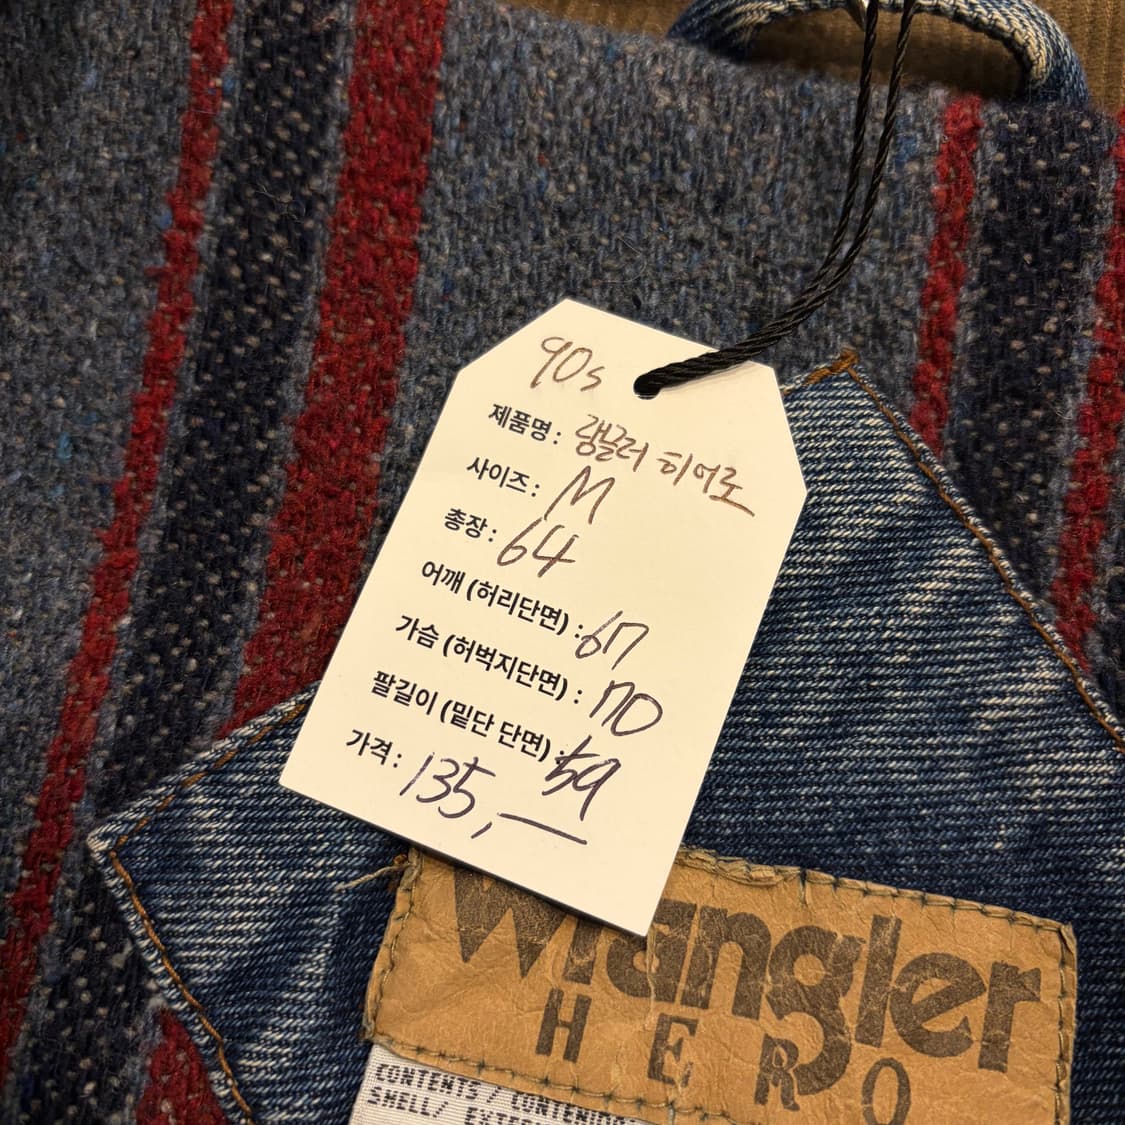 90s
제품명 : 랭글러 히어로
사이즈 : M
총장 : 64
어깨 (허리단면) : 67
가슴 (허벅지단면) : 70
팔길이 (밑단 단면) : 59
가격 : 135,—
Wrangler
HERO
CONTENTS/
SHELL/